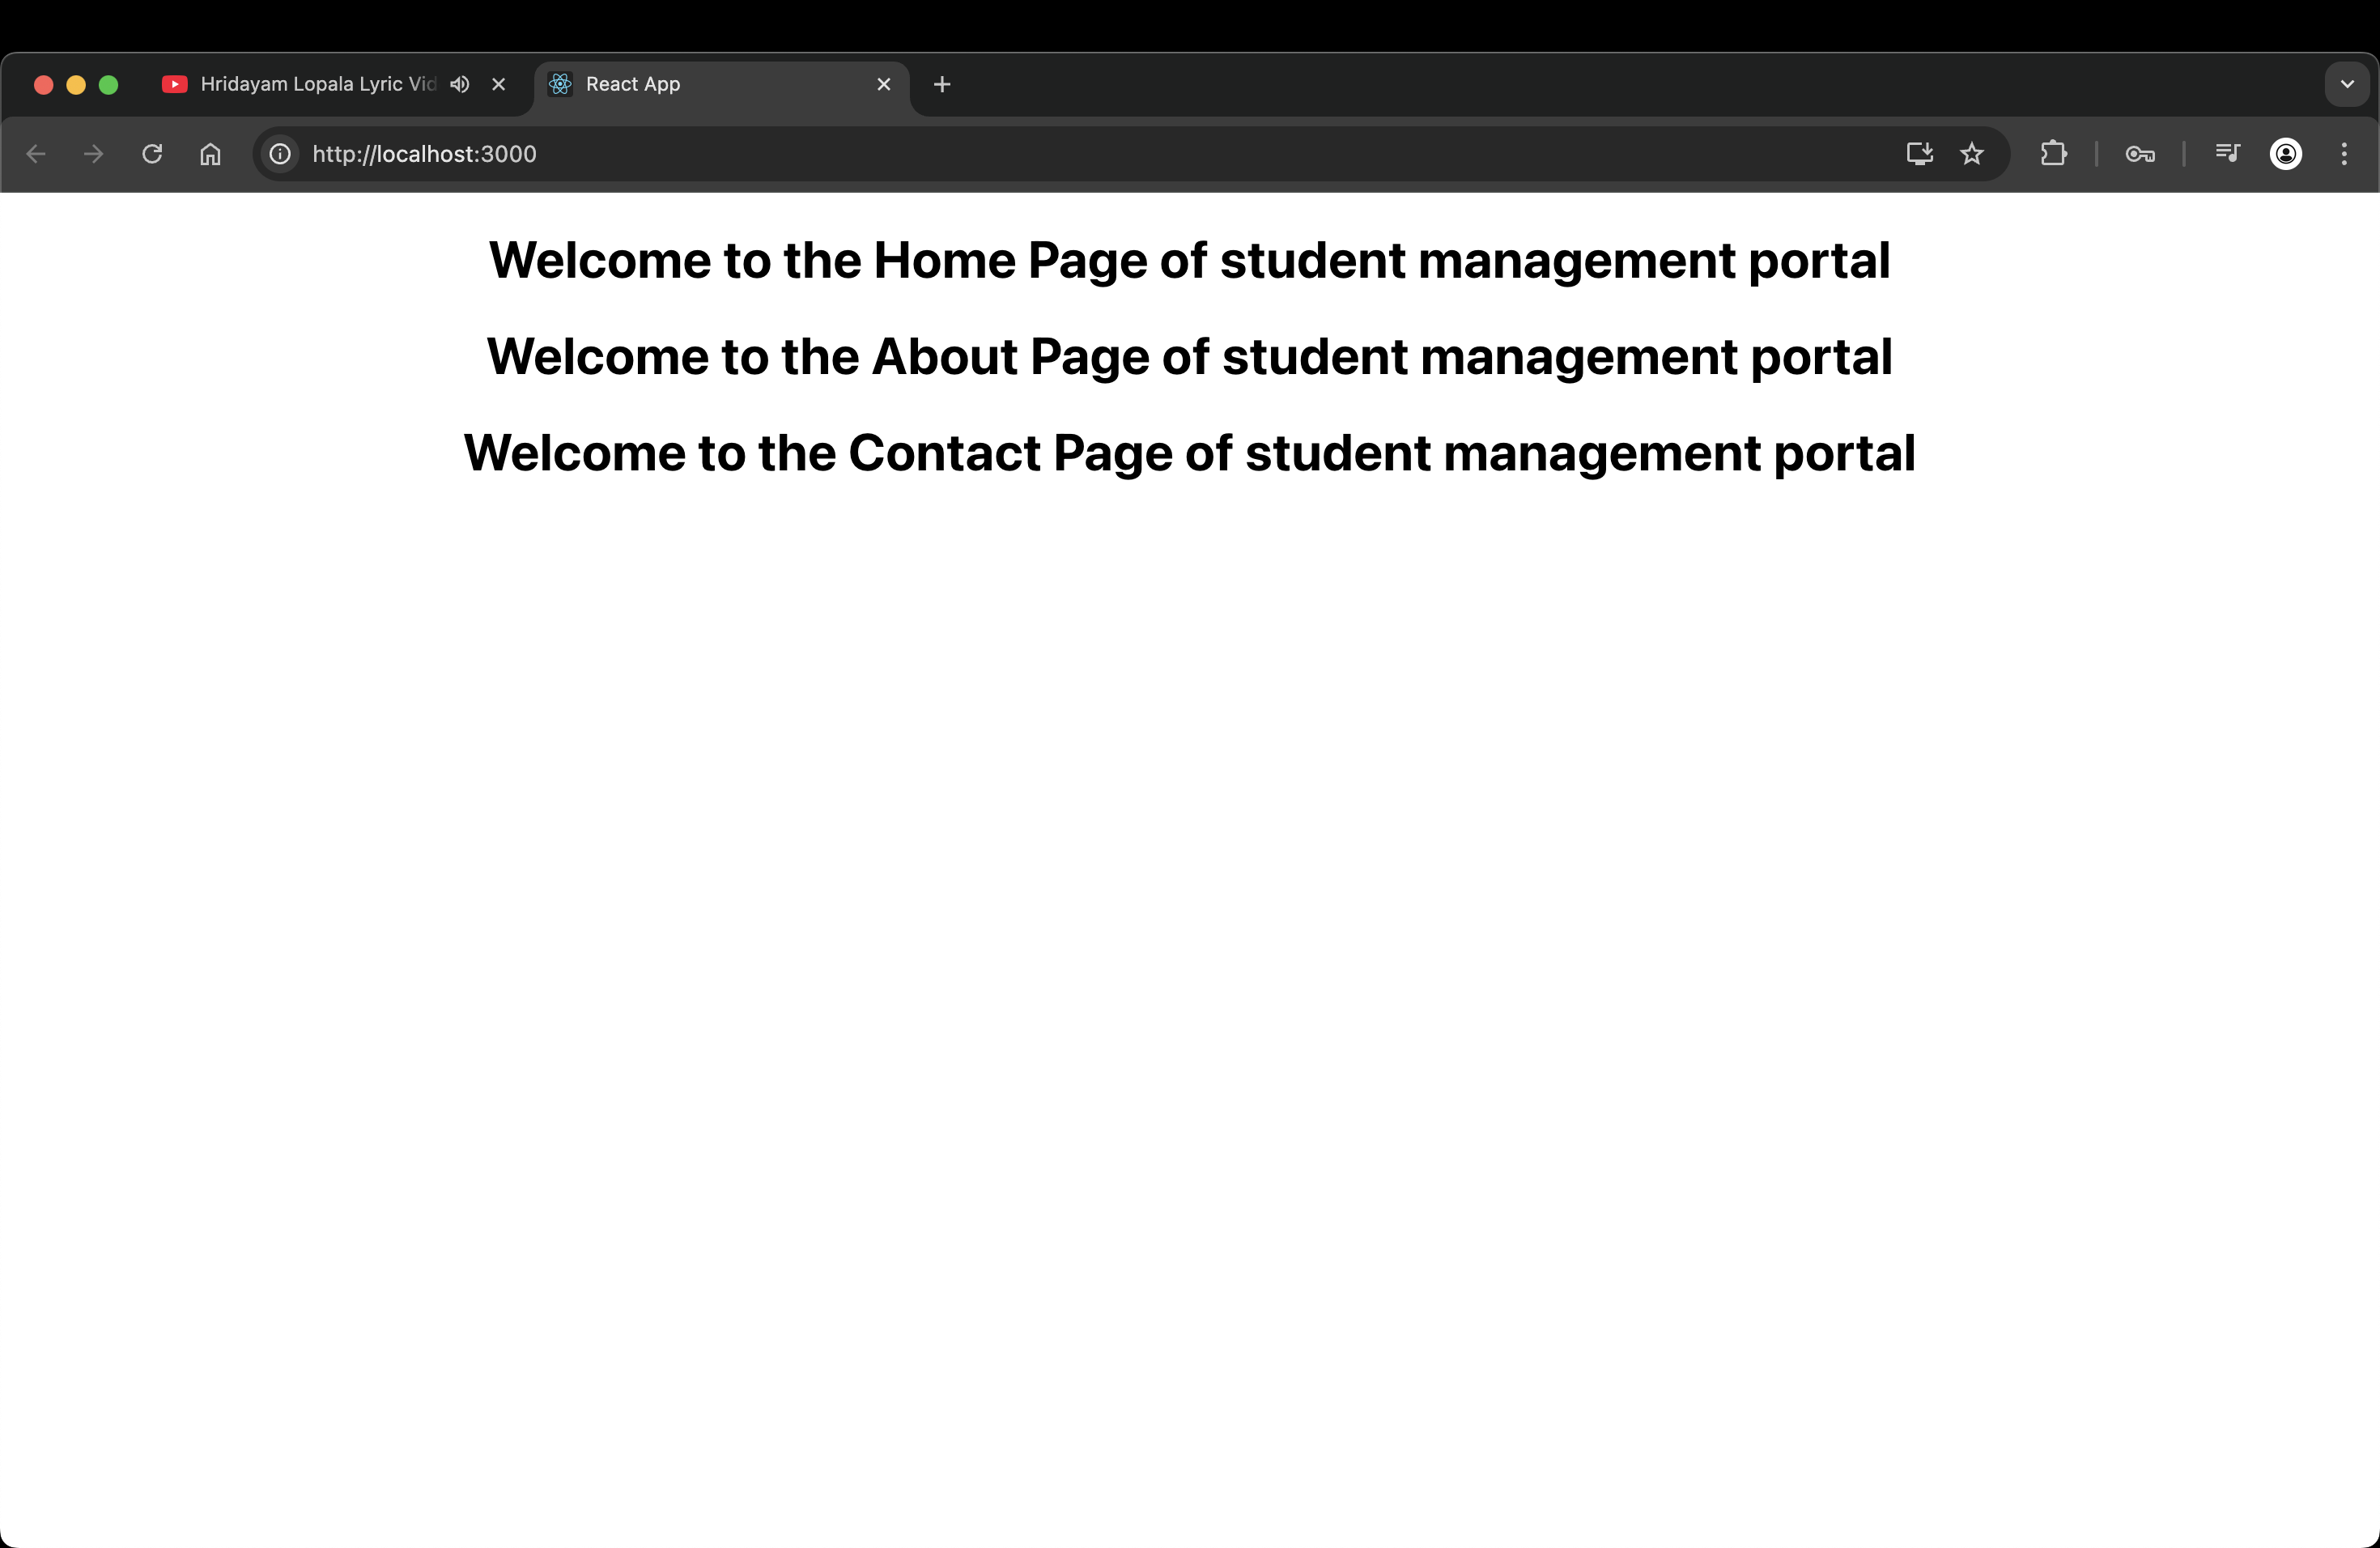 Hridayam Lopala Lyric Vid
React App
http://localhost:3000
Welcome to the Home Page of student management portal
Welcome to the About Page of student management portal
Welcome to the Contact Page of student management portal